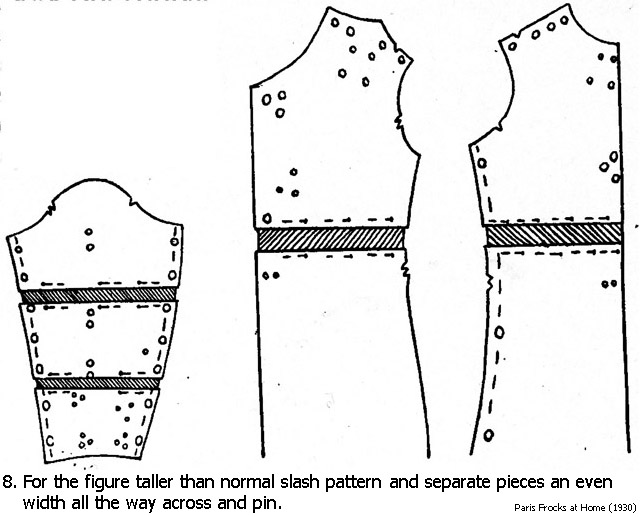 8. For the figure taller than normal slash pattern and separate pieces an even
width all the way across and pin.
Paris Frocks at Home (1930)